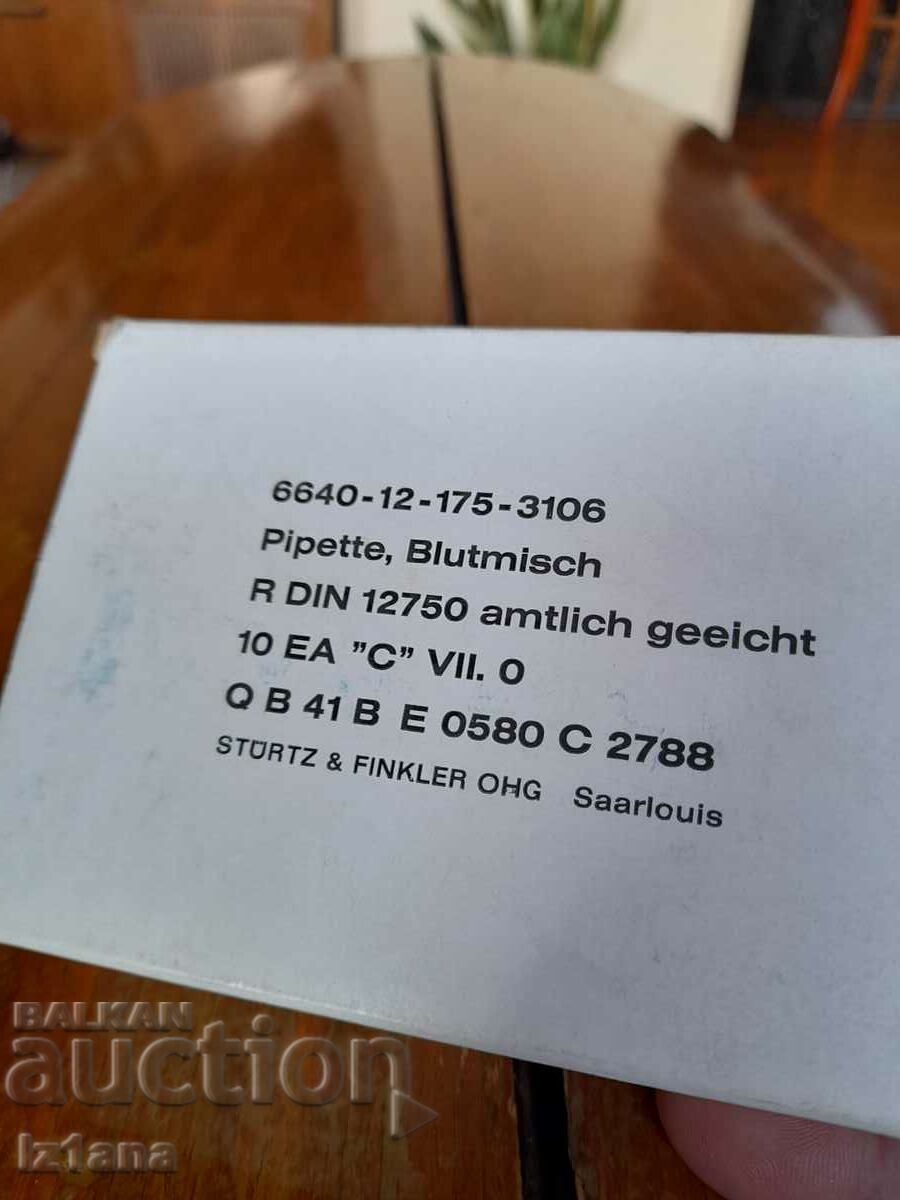 6640-12-175-3106
Pipette, Blutmisch
R DIN 12750 amtlich geeicht
10 EA "C" VII. O
Q B 41 B E 0580 C 2788
STÜRTZ & FINKLER OHG Saarlouis
BALKAN
auction
Iz1ana